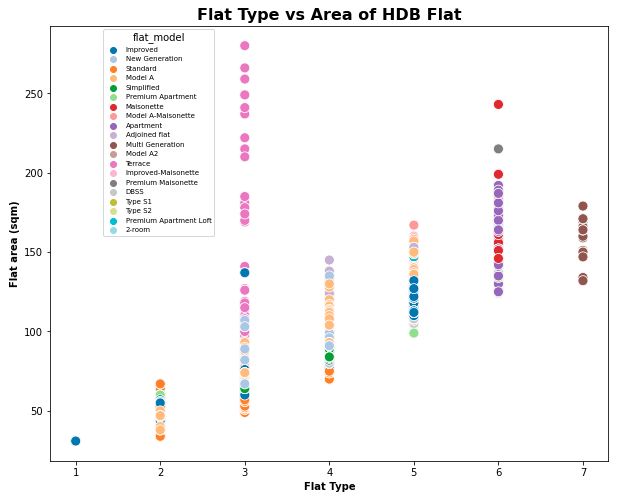 Flat Type vs Area of HDB Flat
flat_model
Improved
New Generation
Standard
Model A
Simplified
Premium Apartment
Maisonette
Model A-Maisonette
Apartment
Adjoined flat
Multi Generation
Model A2
Terrace
Improved-Maisonette
Premium Maisonette
DBSS
Type S1
Type S2
Premium Apartment Loft
2-room
Flat area (sqm)
250
200
150
100
50
1 2 3 4 5 6 7
Flat Type